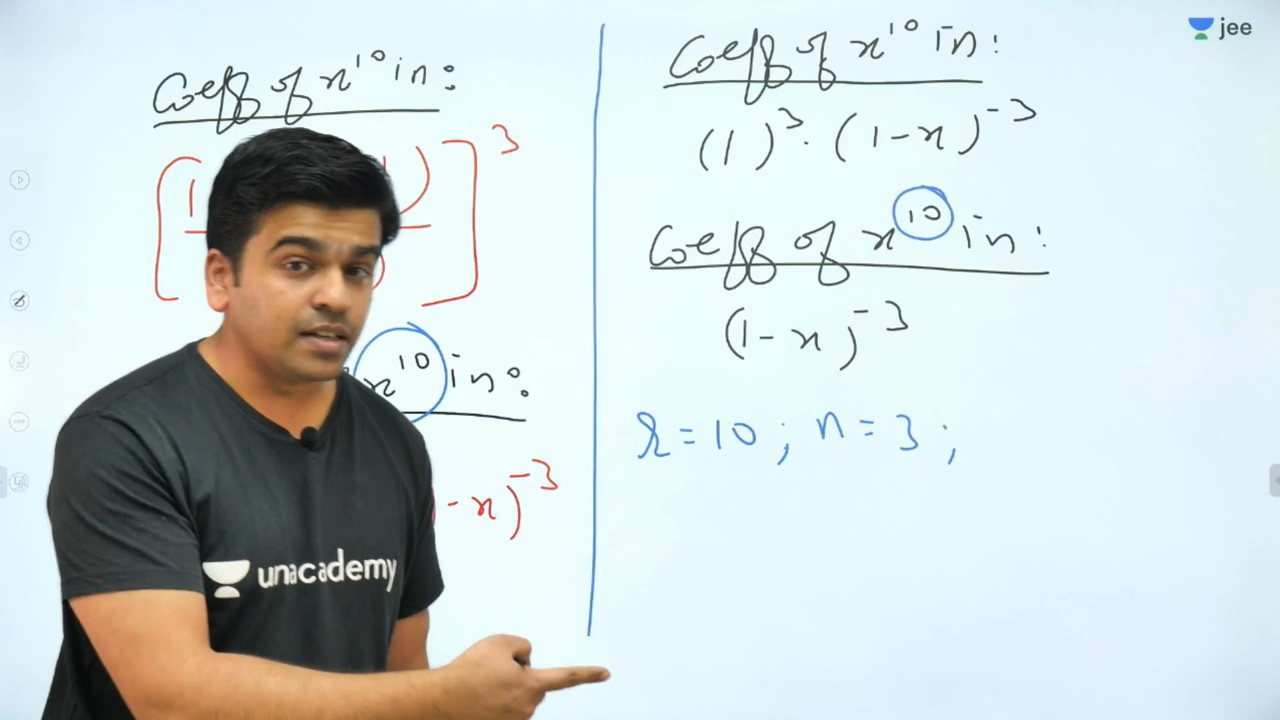 jee
Coeff of x¹⁰ in:
[(1 )]³
x¹⁰ in:
- x)⁻³
Coeff of x¹⁰ in:
(1)³ · (1-x)⁻³
Coeff of x¹⁰ in:
(1-x)⁻³
r = 10 ; n = 3 ;
unacademy